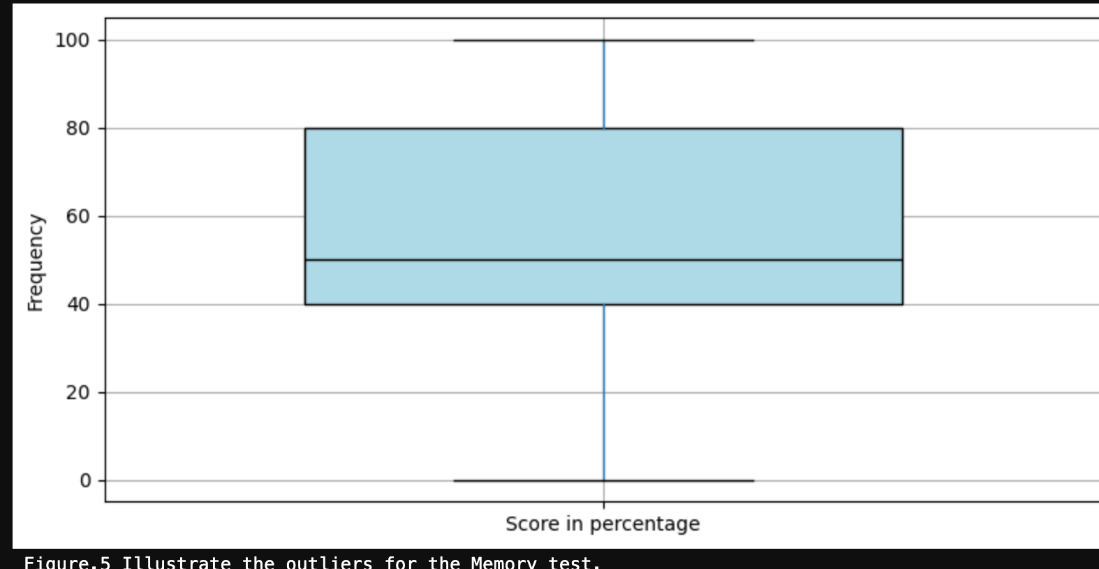 100
80
60
40
20
0
Frequency
Score in percentage
Figure.5 Illustrate the outliers for the Memory test.